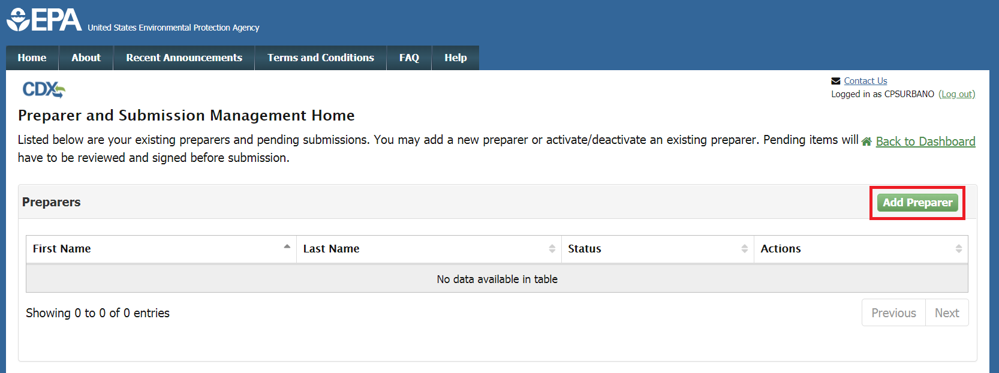 EPA United States Environmental Protection Agency
Home About Recent Announcements Terms and Conditions FAQ Help
CDX
Contact Us
Logged in as CPSURBANO (Log out)
Preparer and Submission Management Home
Listed below are your existing preparers and pending submissions. You may add a new preparer or activate/deactivate an existing preparer. Pending items will
have to be reviewed and signed before submission.
Back to Dashboard
Preparers
Add Preparer
First Name Last Name Status Actions
No data available in table
Showing 0 to 0 of 0 entries
Previous Next